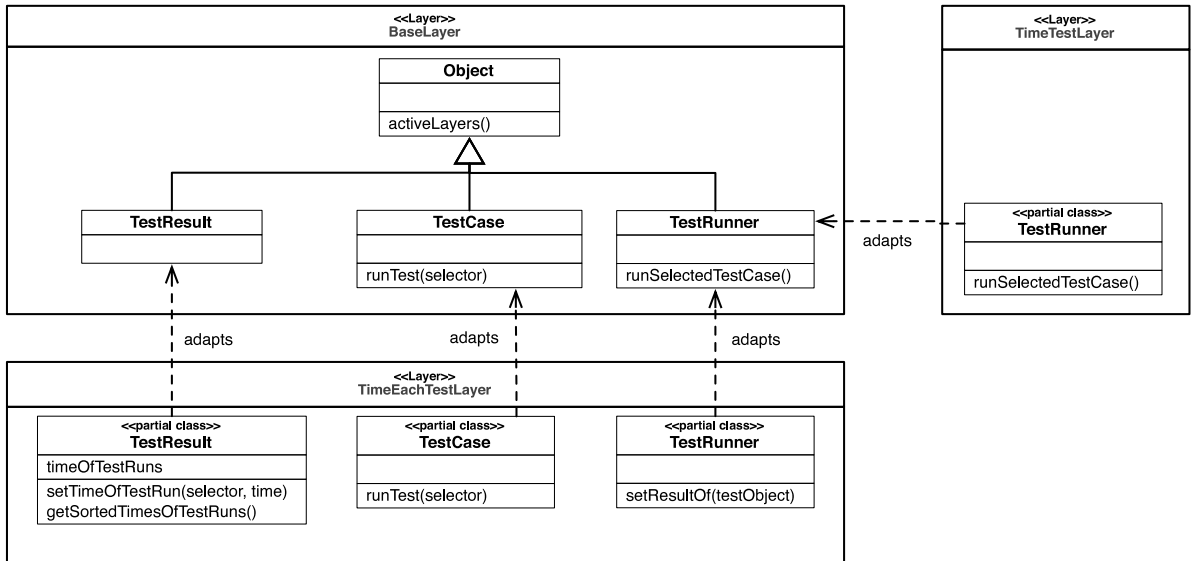 <<Layer>>
BaseLayer
Object
activeLayers()
TestResult
TestCase
runTest(selector)
TestRunner
runSelectedTestCase()
<<Layer>>
TimeTestLayer
<<partial class>>
TestRunner
runSelectedTestCase()
adapts
adapts
adapts
adapts
<<Layer>>
TimeEachTestLayer
<<partial class>>
TestResult
timeOfTestRuns
setTimeOfTestRun(selector, time)
getSortedTimesOfTestRuns()
<<partial class>>
TestCase
runTest(selector)
<<partial class>>
TestRunner
setResultOf(testObject)